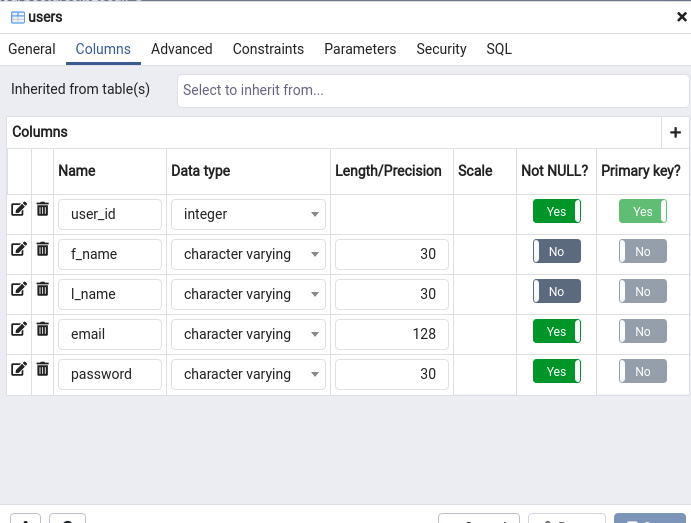 users
General Columns Advanced Constraints Parameters Security SQL
Inherited from table(s) Select to inherit from...
Columns
Name Data type Length/Precision Scale Not NULL? Primary key?
user_id integer Yes Yes
f_name character varying 30 No No
l_name character varying 30 No No
email character varying 128 Yes No
password character varying 30 Yes No